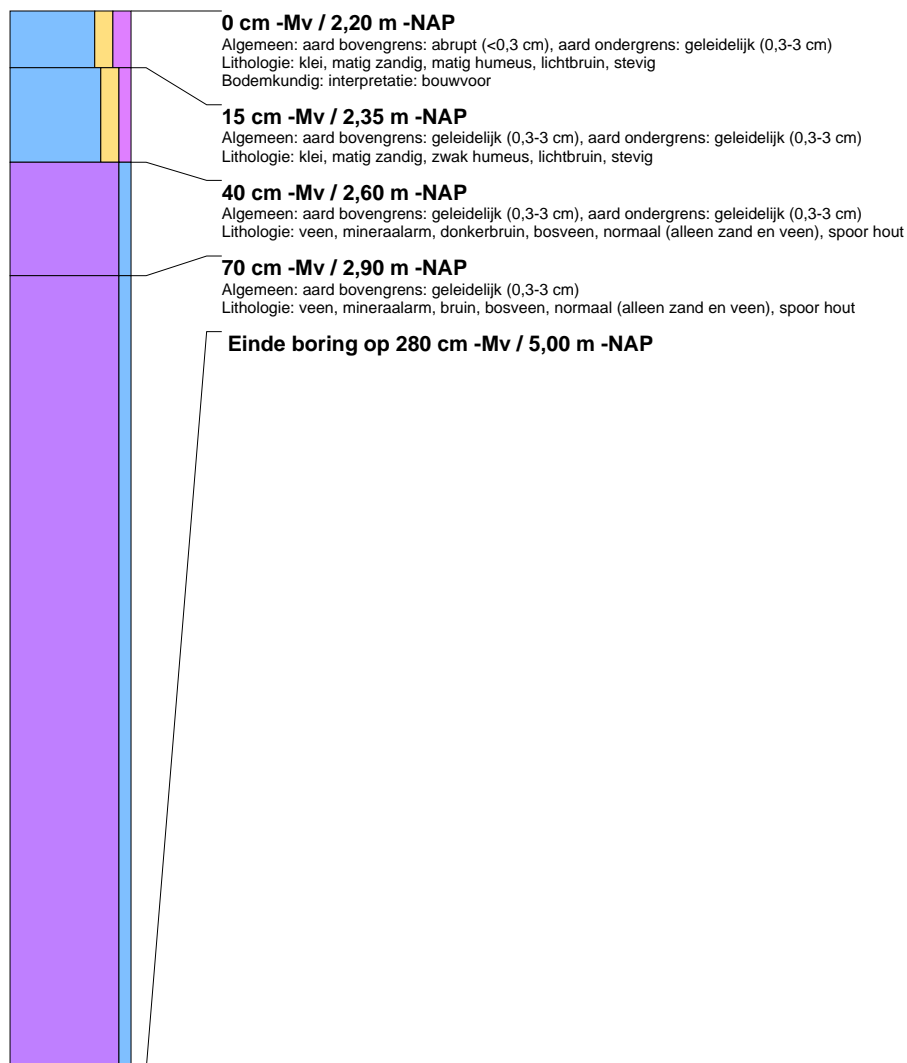 0 cm -Mv / 2,20 m -NAP
Algemeen: aard bovengrens: abrupt (<0,3 cm), aard ondergrens: geleidelijk (0,3-3 cm)
Lithologie: klei, matig zandig, matig humeus, lichtbruin, stevig
Bodemkundig: interpretatie: bouwvoor
15 cm -Mv / 2,35 m -NAP
Algemeen: aard bovengrens: geleidelijk (0,3-3 cm), aard ondergrens: geleidelijk (0,3-3 cm)
Lithologie: klei, matig zandig, zwak humeus, lichtbruin, stevig
40 cm -Mv / 2,60 m -NAP
Algemeen: aard bovengrens: geleidelijk (0,3-3 cm), aard ondergrens: geleidelijk (0,3-3 cm)
Lithologie: veen, mineraalarm, donkerbruin, bosveen, normaal (alleen zand en veen), spoor hout
70 cm -Mv / 2,90 m -NAP
Algemeen: aard bovengrens: geleidelijk (0,3-3 cm)
Lithologie: veen, mineraalarm, bruin, bosveen, normaal (alleen zand en veen), spoor hout
Einde boring op 280 cm -Mv / 5,00 m -NAP